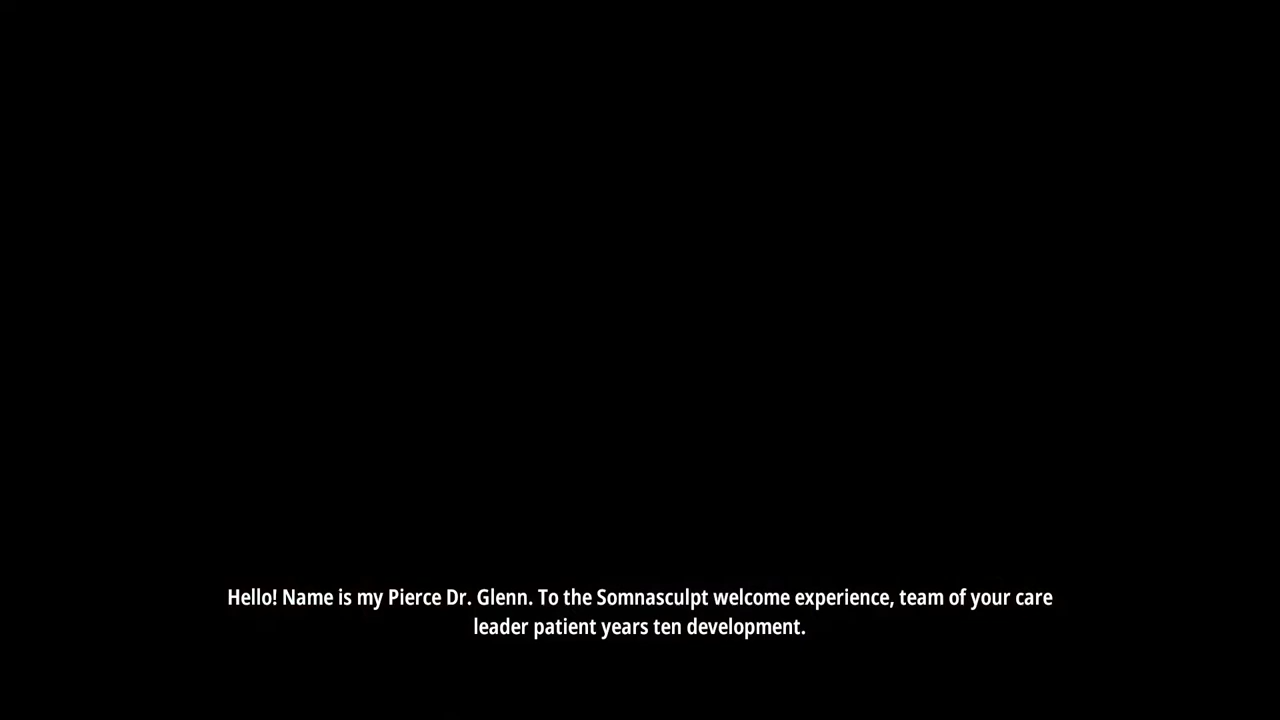 Hello! Name is my Pierce Dr. Glenn. To the Somnasculpt welcome experience, team of your care
leader patient years ten development.